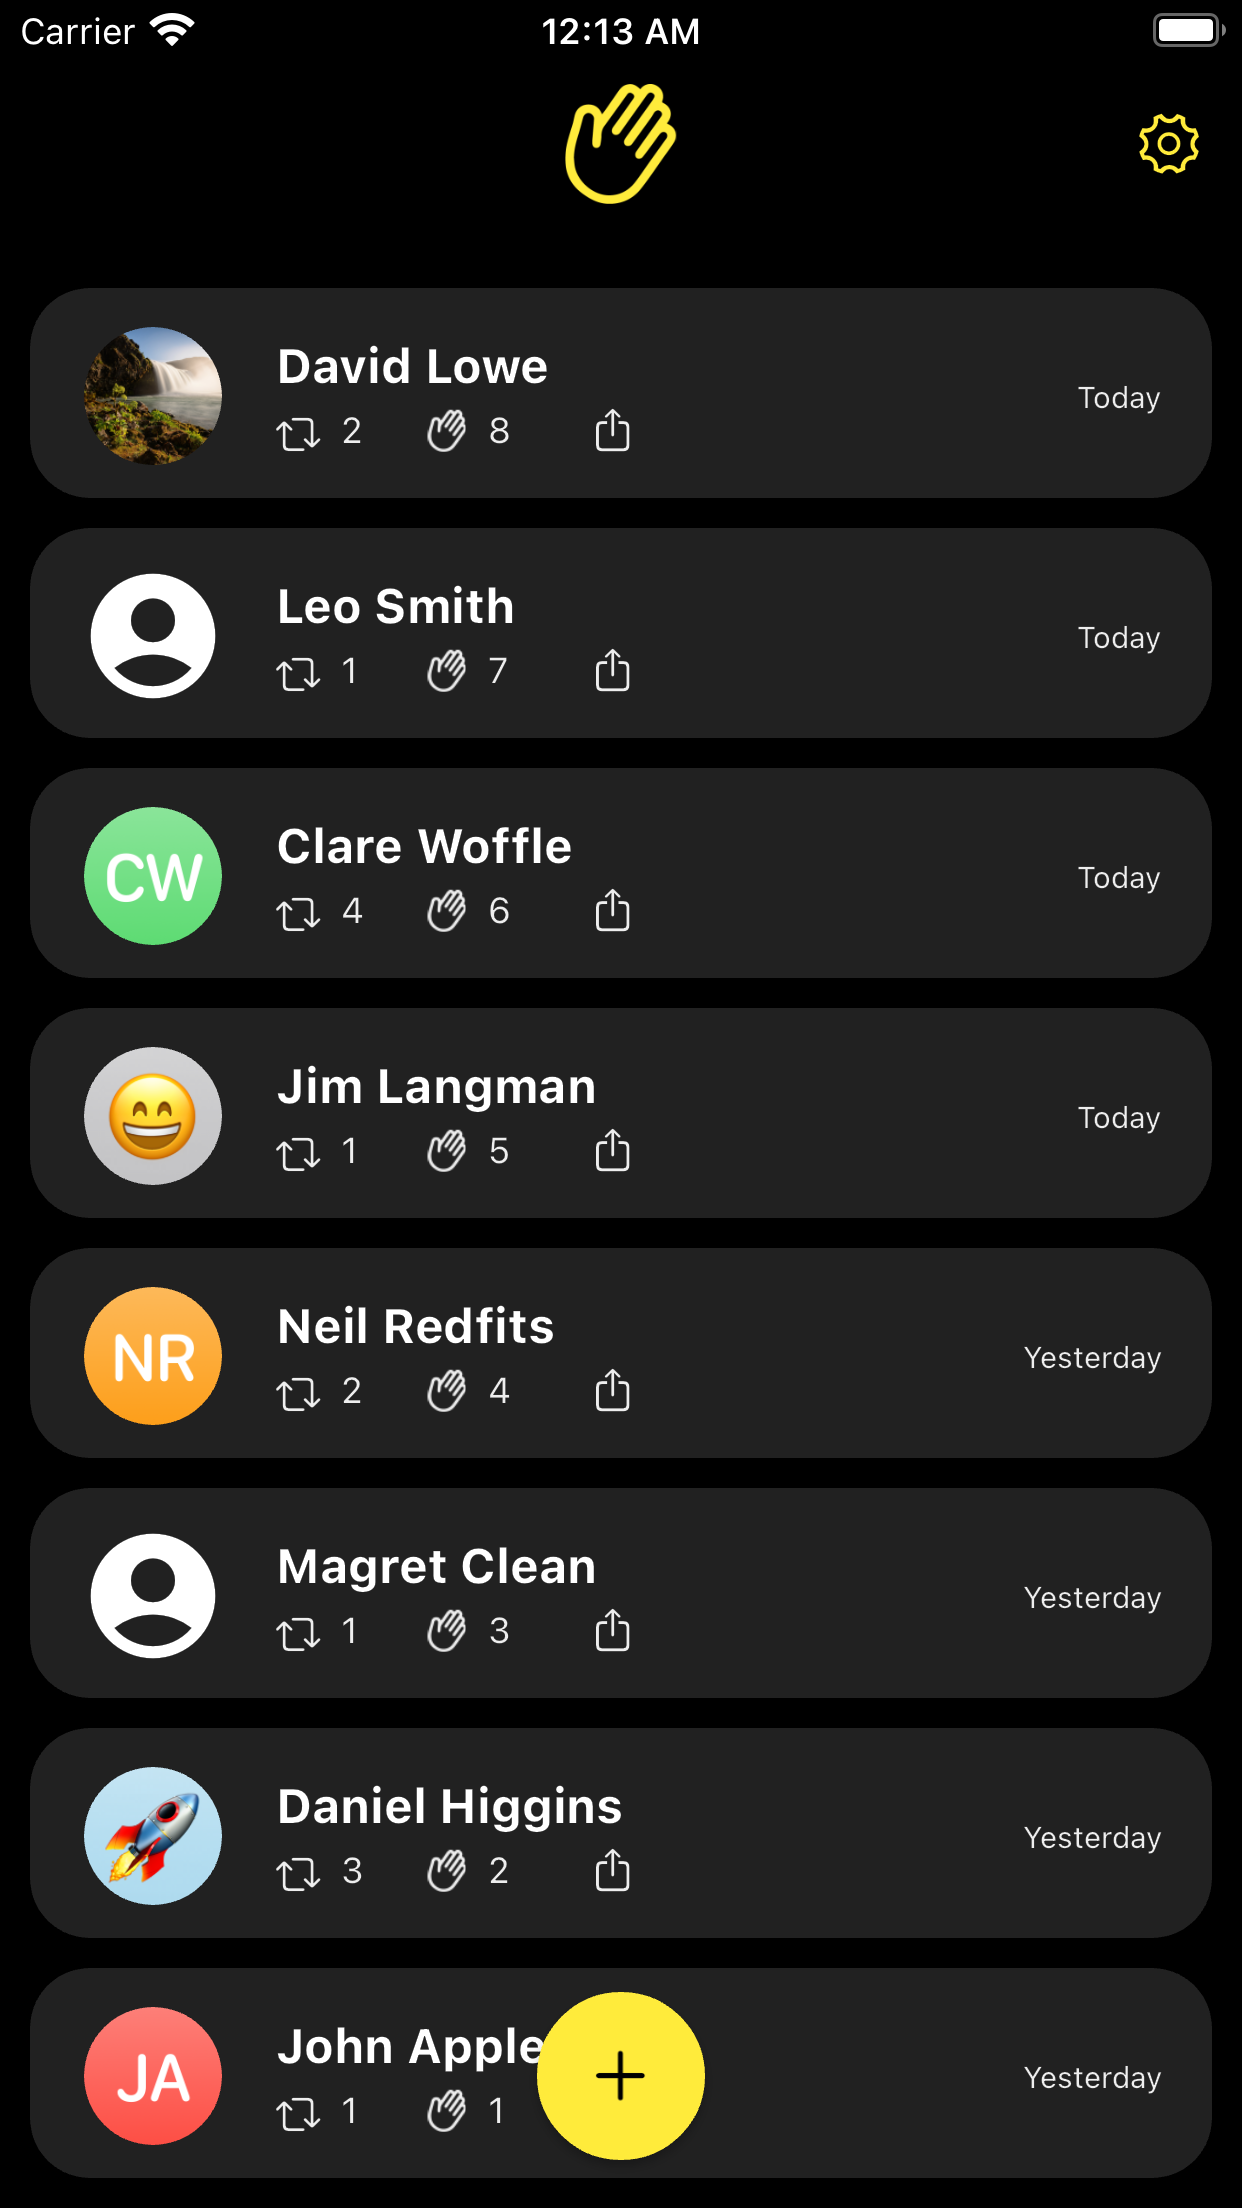 Carrier 12:13 AM
David Lowe
2 8
Today
Leo Smith
1 7
Today
CW
Clare Woffle
4 6
Today
Jim Langman
1 5
Today
NR
Neil Redfits
2 4
Yesterday
Magret Clean
1 3
Yesterday
Daniel Higgins
3 2
Yesterday
JA
John Apple
1 1
Yesterday